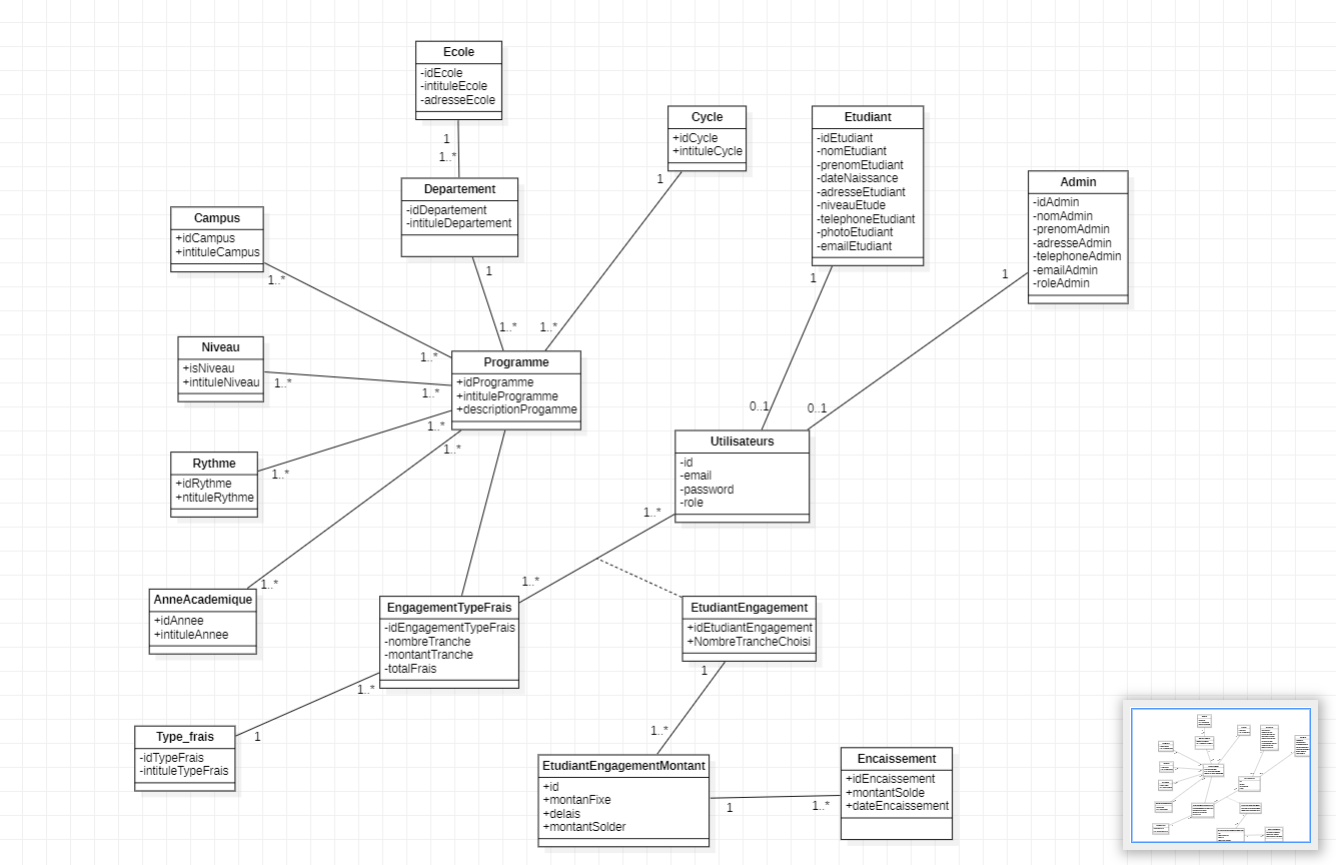 Ecole
-idEcole
-intituleEcole
-adresseEcole
1
1..*
Departement
-idDepartement
-intituleDepartement
1
1..*
Cycle
+idCycle
+intituleCycle
1
1..*
Etudiant
-idEtudiant
-nomEtudiant
-prenomEtudiant
-dateNaissance
-adresseEtudiant
-niveauEtude
-telephoneEtudiant
-photoEtudiant
-emailEtudiant
1
0..1
Admin
-idAdmin
-nomAdmin
-prenomAdmin
-adresseAdmin
-telephoneAdmin
-emailAdmin
-roleAdmin
1
0..1
Campus
+idCampus
+intituleCampus
1..*
1..*
Niveau
+isNiveau
+intituleNiveau
1..*
1..*
Programme
+idProgramme
+intituleProgramme
+descriptionProgamme
Rythme
+idRythme
+ntituleRythme
1..*
1..*
1..*
Utilisateurs
-id
-email
-password
-role
1..*
1..*
AnneAcademique
+idAnnee
+intituleAnnee
1..*
EngagementTypeFrais
-idEngagementTypeFrais
-nombreTranche
-montantTranche
-totalFrais
1..*
EtudiantEngagement
+idEtudiantEngagement
+NombreTrancheChoisi
1
1..*
Type_frais
-idTypeFrais
-intituleTypeFrais
1
EtudiantEngagementMontant
+id
+montanFixe
+delais
+montantSolder
1
1..*
Encaissement
+idEncaissement
+montantSolde
+dateEncaissement